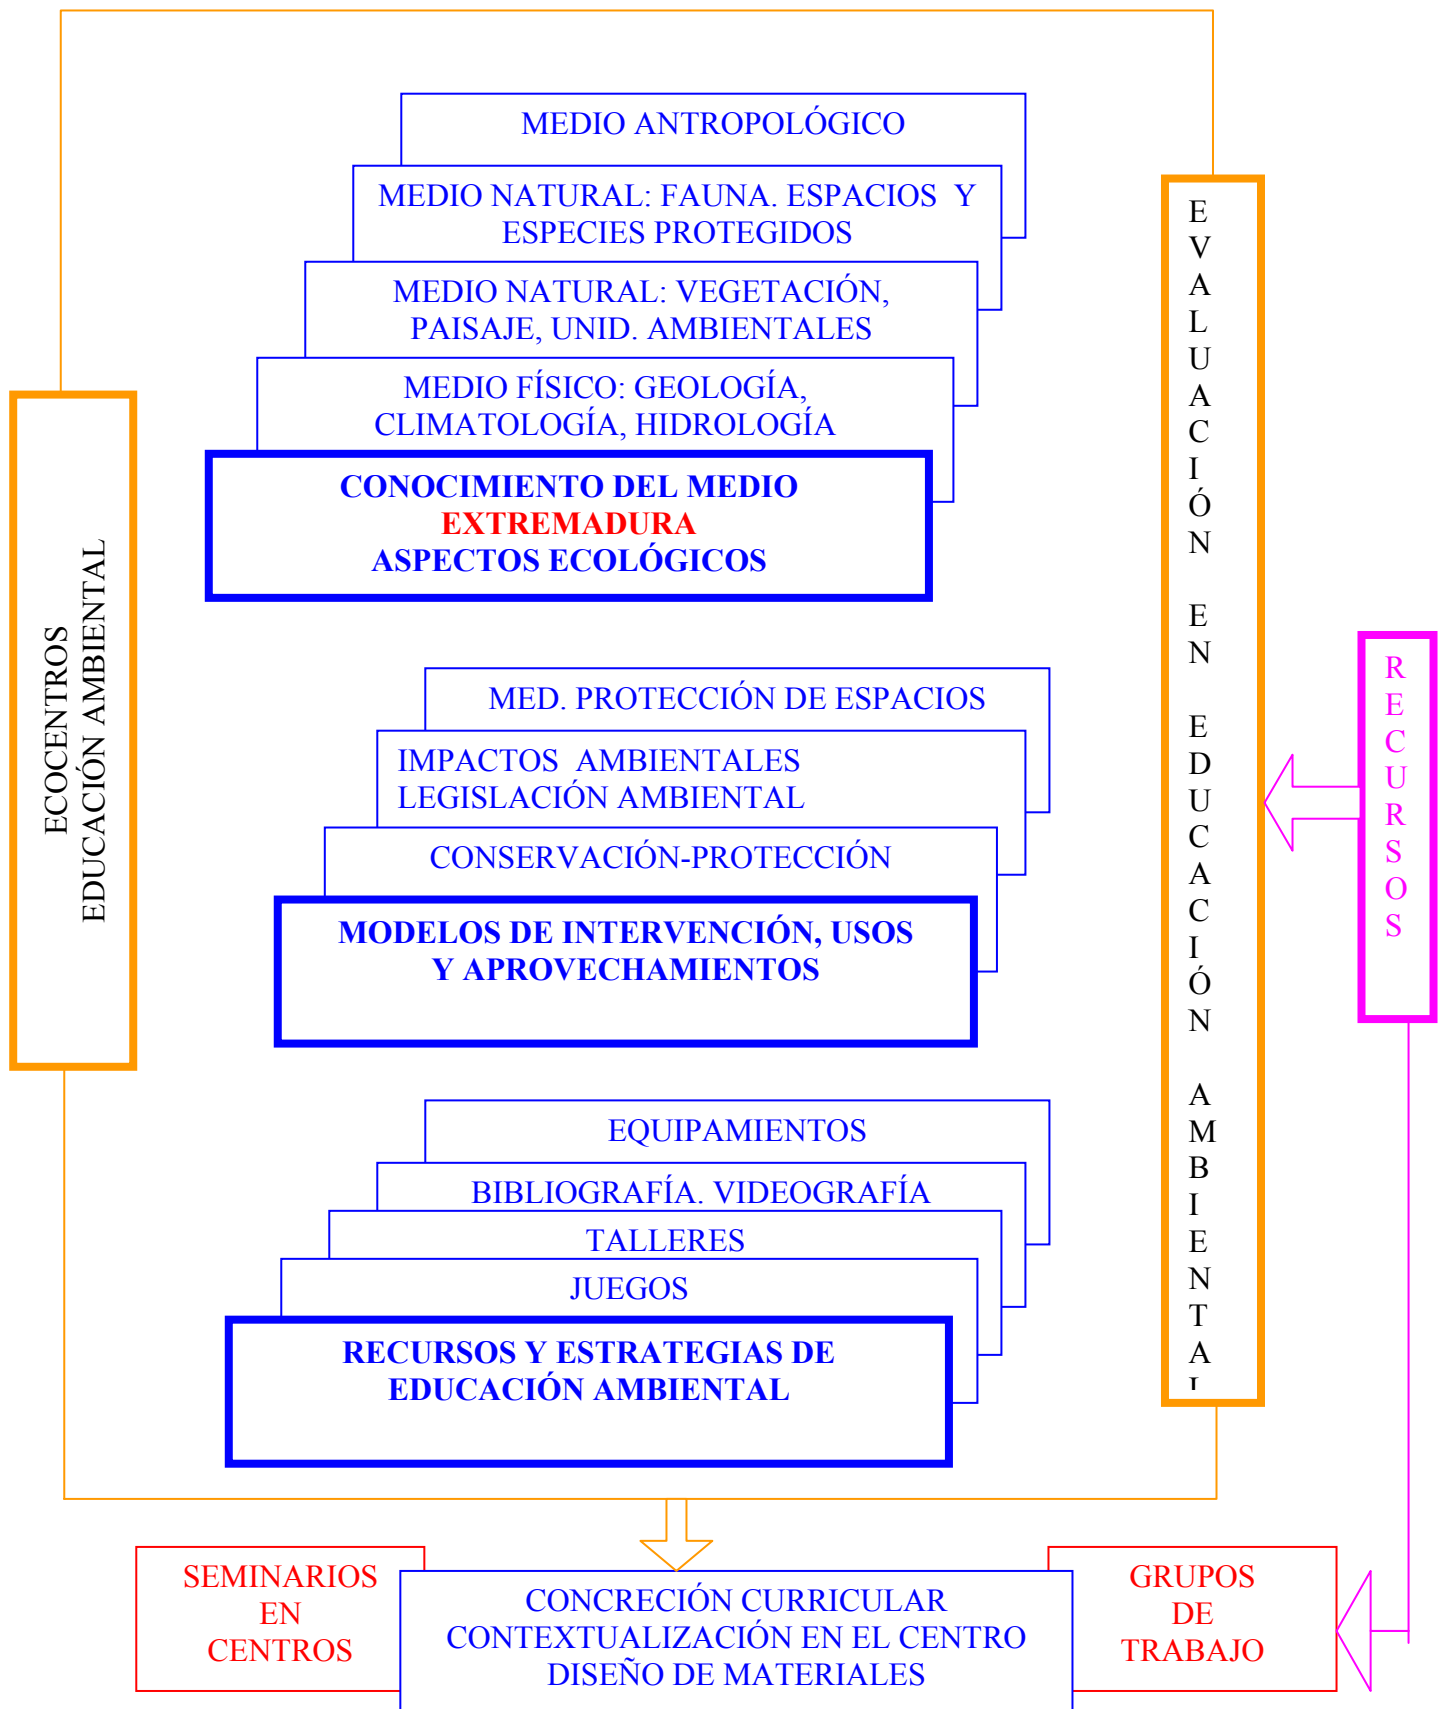 MEDIO ANTROPOLÓGICO
MEDIO NATURAL: FAUNA. ESPACIOS Y
ESPECIES PROTEGIDOS
MEDIO NATURAL: VEGETACIÓN,
PAISAJE, UNID. AMBIENTALES
MEDIO FÍSICO: GEOLOGÍA,
CLIMATOLOGÍA, HIDROLOGÍA
CONOCIMIENTO DEL MEDIO
EXTREMADURA
ASPECTOS ECOLÓGICOS
ECOCENTROS
EDUCACIÓN AMBIENTAL
MED. PROTECCIÓN DE ESPACIOS
IMPACTOS AMBIENTALES
LEGISLACIÓN AMBIENTAL
CONSERVACIÓN-PROTECCIÓN
MODELOS DE INTERVENCIÓN, USOS
Y APROVECHAMIENTOS
EQUIPAMIENTOS
BIBLIOGRAFÍA. VIDEOGRAFÍA
TALLERES
JUEGOS
RECURSOS Y ESTRATEGIAS DE
EDUCACIÓN AMBIENTAL
EVALUACIÓN EN EDUCACIÓN AMBIENTAL
RECURSOS
SEMINARIOS
EN
CENTROS
CONCRECIÓN CURRICULAR
CONTEXTUALIZACIÓN EN EL CENTRO
DISEÑO DE MATERIALES
GRUPOS
DE
TRABAJO